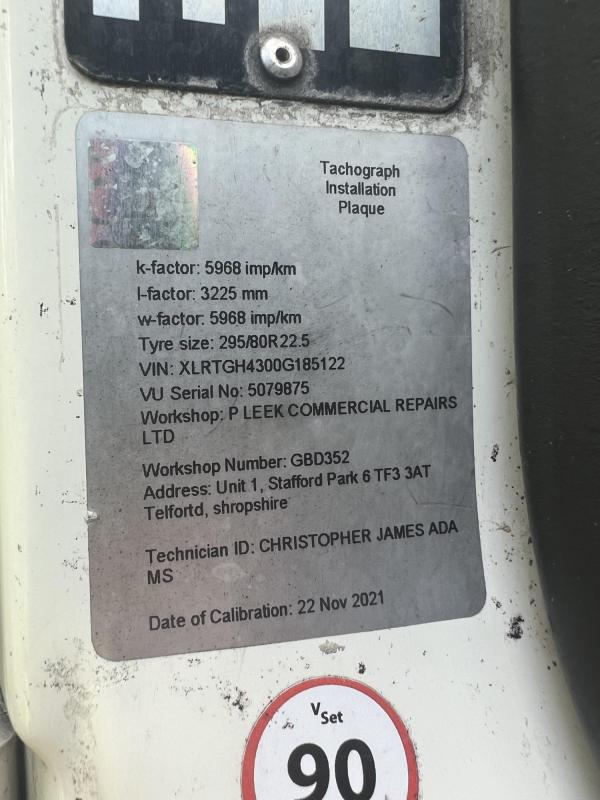 Tachograph
Installation
Plaque
k-factor: 5968 imp/km
l-factor: 3225 mm
w-factor: 5968 imp/km
Tyre size: 295/80R22.5
VIN: XLRTGH4300G185122
VU Serial No: 5079875
Workshop: P LEEK COMMERCIAL REPAIRS
LTD
Workshop Number: GBD352
Address: Unit 1, Stafford Park 6 TF3 3AT
Telfortd, shropshire
Technician ID: CHRISTOPHER JAMES ADA
MS
Date of Calibration: 22 Nov 2021
VSet
90